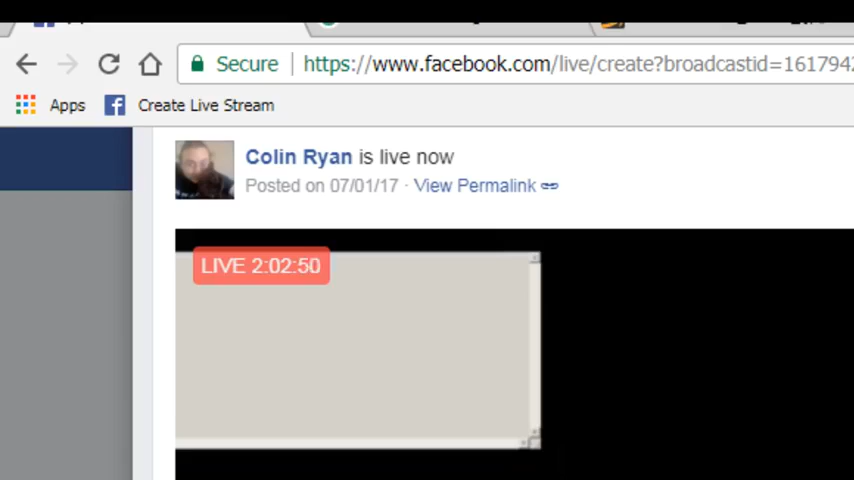 Secure
https://www.facebook.com/live/create?broadcastid=161794
Apps
Create Live Stream
Colin Ryan is live now
Posted on 07/01/17 · View Permalink
LIVE 2:02:50